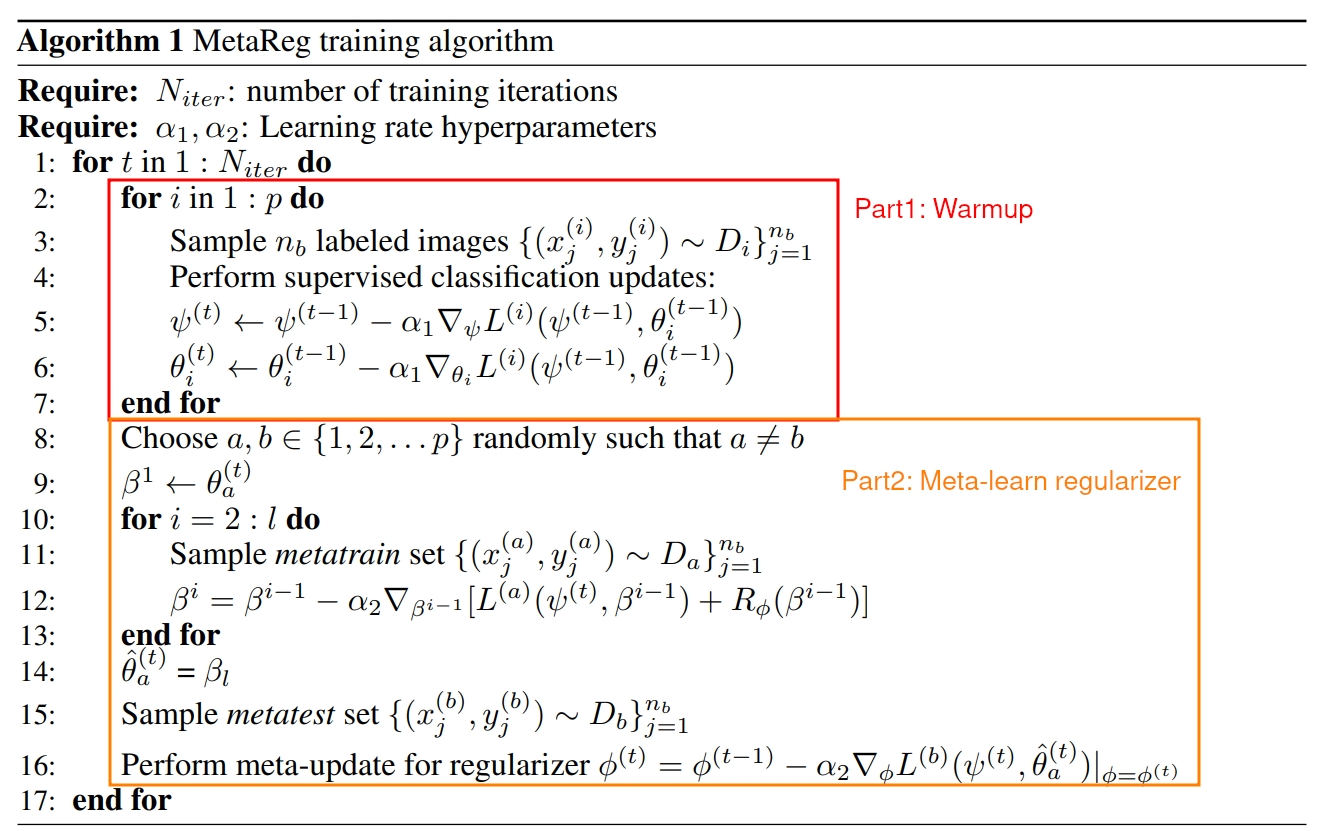 Algorithm 1 MetaReg training algorithm
Require: $N_{iter}$: number of training iterations
Require: $\alpha_1, \alpha_2$: Learning rate hyperparameters
1: for $t$ in $1 : N_{iter}$ do
2: for $i$ in $1 : p$ do
Part1: Warmup
3: Sample $n_b$ labeled images $\{(x_j^{(i)}, y_j^{(i)}) \sim D_i\}_{j=1}^{n_b}$
4: Perform supervised classification updates:
5: $\psi^{(t)} \leftarrow \psi^{(t-1)} - \alpha_1 \nabla_\psi L^{(i)}(\psi^{(t-1)}, \theta_i^{(t-1)})$
6: $\theta_i^{(t)} \leftarrow \theta_i^{(t-1)} - \alpha_1 \nabla_{\theta_i} L^{(i)}(\psi^{(t-1)}, \theta_i^{(t-1)})$
7: end for
8: Choose $a, b \in \{1, 2, \ldots p\}$ randomly such that $a \neq b$
9: $\beta^1 \leftarrow \theta_a^{(t)}$
Part2: Meta-learn regularizer
10: for $i = 2 : l$ do
11: Sample metatrain set $\{(x_j^{(a)}, y_j^{(a)}) \sim D_a\}_{j=1}^{n_b}$
12: $\beta^i = \beta^{i-1} - \alpha_2 \nabla_{\beta^{i-1}} [L^{(a)}(\psi^{(t)}, \beta^{i-1}) + R_\phi(\beta^{i-1})]$
13: end for
14: $\hat{\theta}_a^{(t)} = \beta_l$
15: Sample metatest set $\{(x_j^{(b)}, y_j^{(b)}) \sim D_b\}_{j=1}^{n_b}$
16: Perform meta-update for regularizer $\phi^{(t)} = \phi^{(t-1)} - \alpha_2 \nabla_\phi L^{(b)}(\psi^{(t)}, \hat{\theta}_a^{(t)})|_{\phi=\phi^{(t)}}$
17: end for